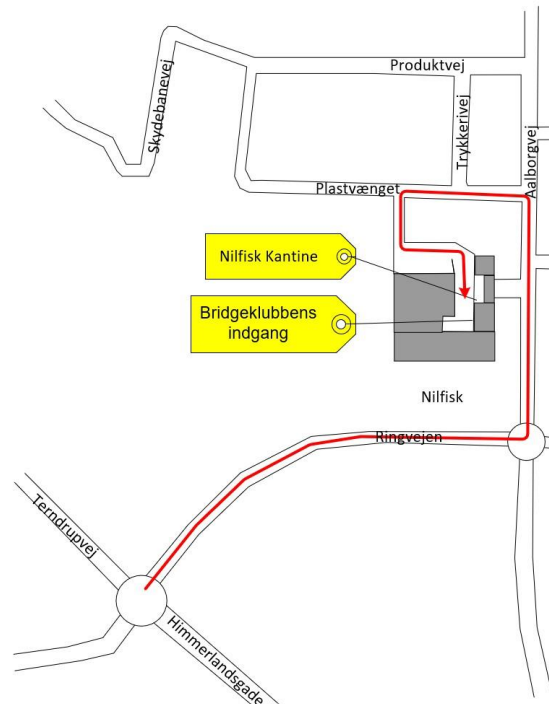 Produktvej
Skydebanevej
Trykkerivej
Aalborgvej
Plastvænget
Nilfisk Kantine
Bridgeklubbens
indgang
Nilfisk
Ringvejen
Terndrupvej
Himmerlandsgade